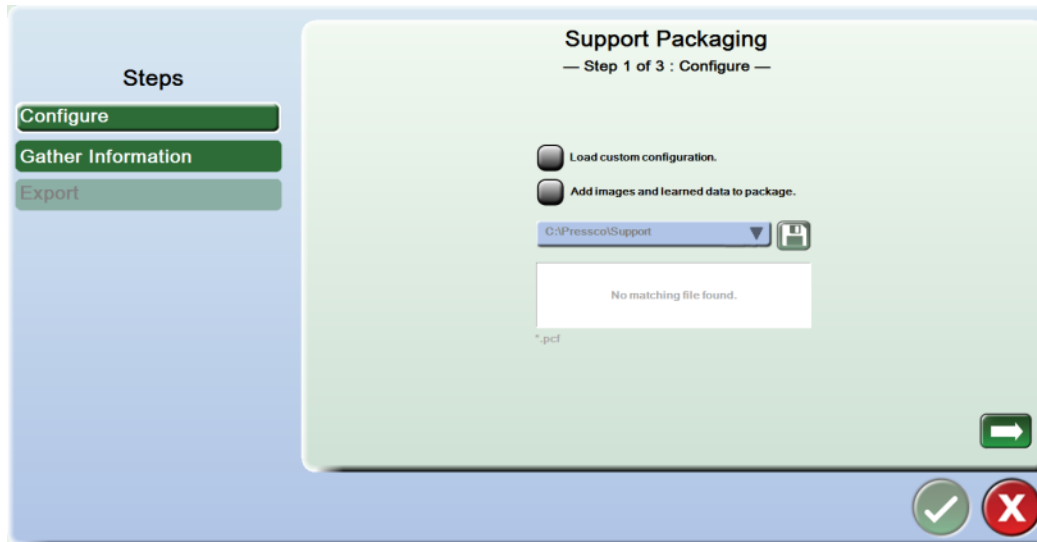 Steps
Configure
Gather Information
Export
Support Packaging
— Step 1 of 3 : Configure —
Load custom configuration.
Add images and learned data to package.
C:\Pressco\Support
No matching file found.
*.pcf